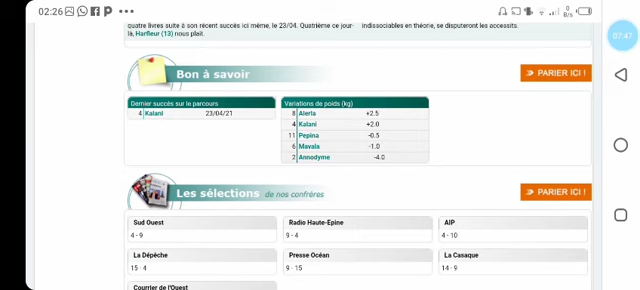 02:26
0 B/s
07:47
quatre livres suite à son récent succès ici même, le 23/04. Quatrième ce jour-
là, Harfleur (13) nous plait.
indissociables en théorie, se disputeront les accessits.
Bon à savoir
PARIER ICI !
Dernier succès sur le parcours
4 Kalani 23/04/21
Variations de poids (kg)
8 Aleria +2.5
4 Kalani +2.0
11 Pepina -0.5
6 Mavala -1.0
2 Annodyme -4.0
Les sélections de nos confrères
PARIER ICI !
Sud Ouest
4 - 9
Radio Haute-Epine
9 - 4
AIP
4 - 10
La Dépêche
15 - 4
Presse Océan
9 - 15
La Casaque
14 - 9
Courrier de l'Ouest